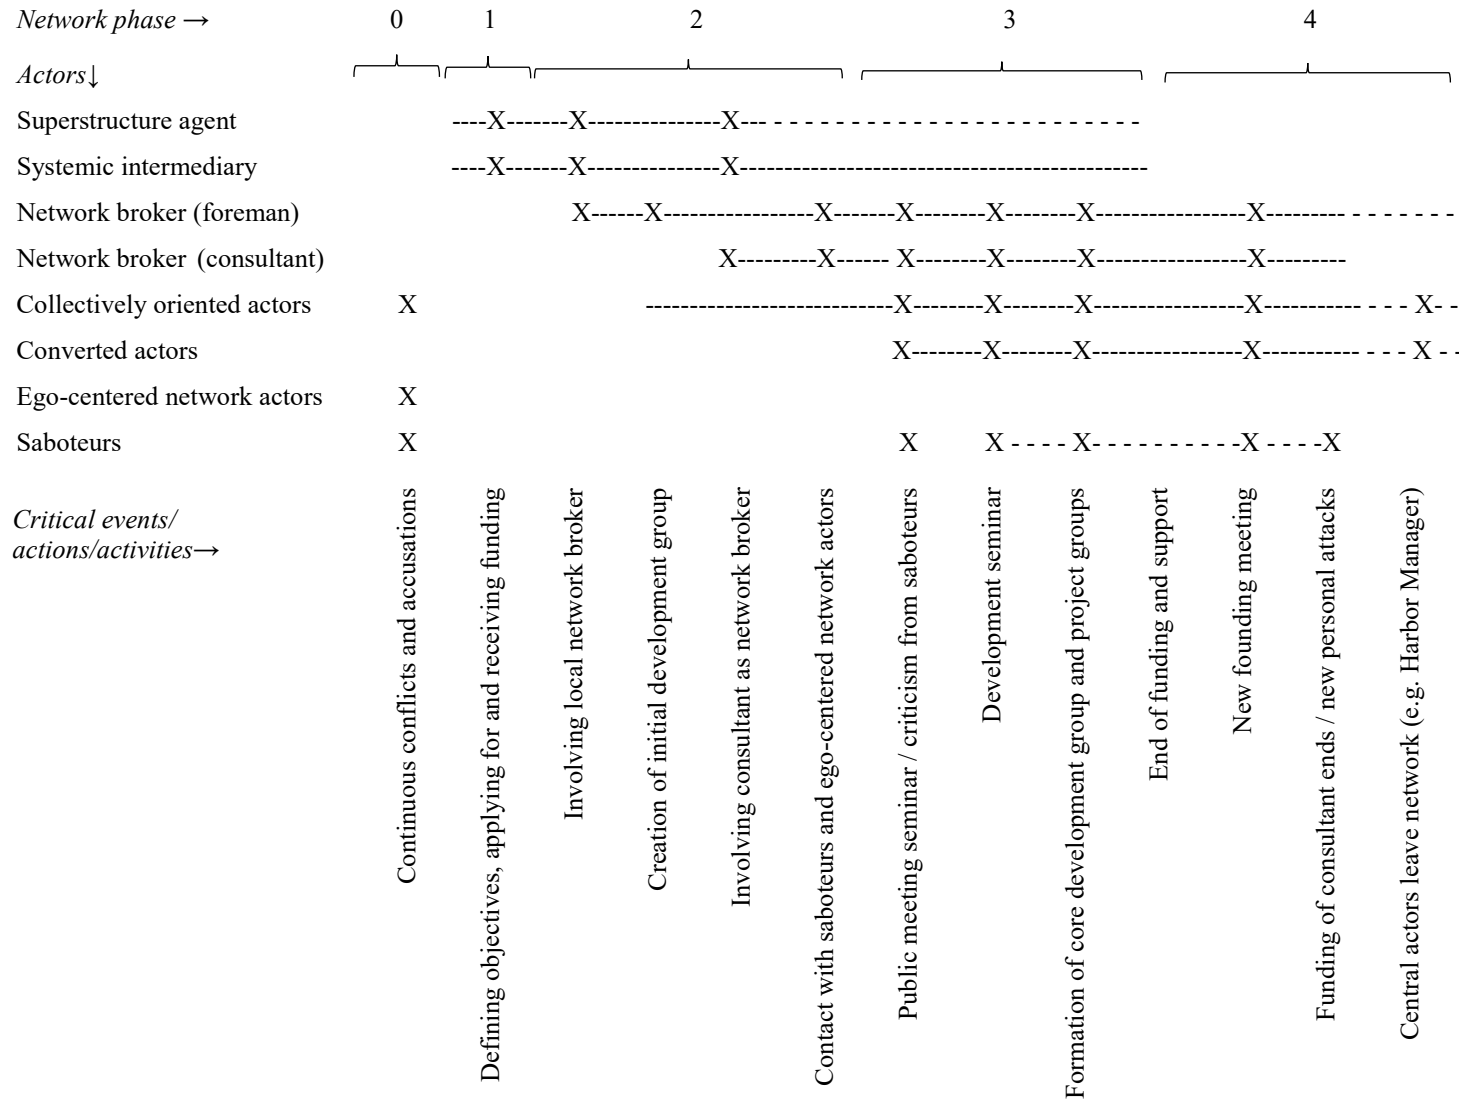 Network phase → 0 1 2 3 4
Actors↓
Superstructure agent ----X-------X---------------X--- - - - - - - - - - - - - - - - - - - - - - - - -
Systemic intermediary ----X-------X---------------X----------------------------------------------
Network broker (foreman) X------X-----------------X-------X---------X---------X-----------------X--------- - - - - - - -
Network broker (consultant) X---------X------ X---------X---------X-----------------X---------
Collectively oriented actors X ----------------------------X---------X---------X-----------------X----------- - - - X- -
Converted actors X---------X---------X-----------------X----------- - - - X - -
Ego-centered network actors X
Saboteurs X X X - - - -X- - - - - - - - - -X - - - -X
Critical events/
actions/activities→
Continuous conflicts and accusations
Defining objectives, applying for and receiving funding
Involving local network broker
Creation of initial development group
Involving consultant as network broker
Contact with saboteurs and ego-centered network actors
Public meeting seminar / criticism from saboteurs
Development seminar
Formation of core development group and project groups
End of funding and support
New founding meeting
Funding of consultant ends / new personal attacks
Central actors leave network (e.g. Harbor Manager)